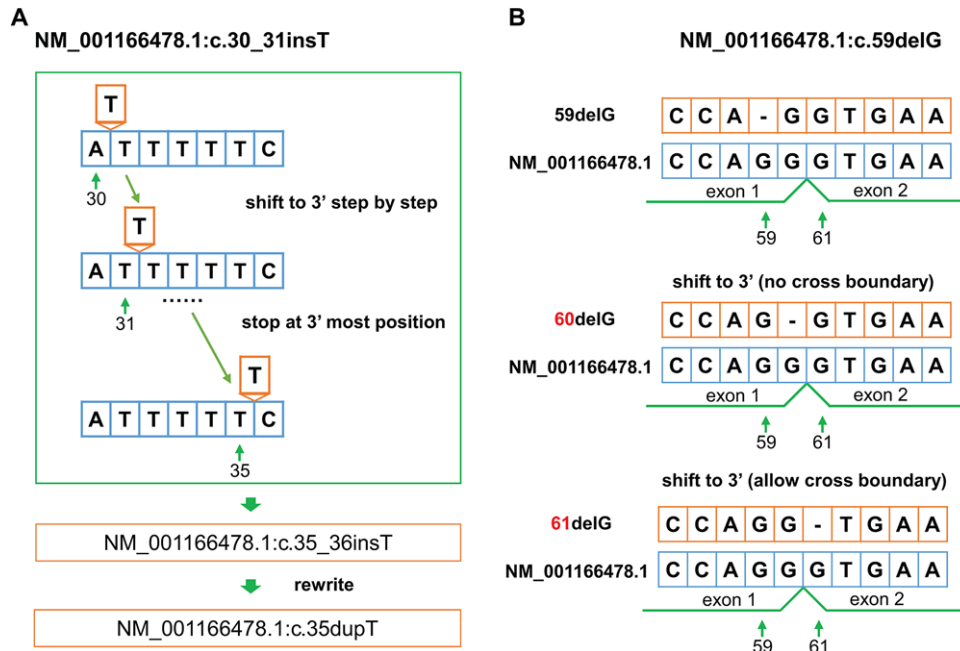 A
NM_001166478.1:c.30_31insT
T
A T T T T T C
30
shift to 3' step by step
T
A T T T T T C
31
......
stop at 3' most position
T
A T T T T T C
35
NM_001166478.1:c.35_36insT
rewrite
NM_001166478.1:c.35dupT
B
NM_001166478.1:c.59delG
59delG C C A - G G T G A A
NM_001166478.1 C C A G G G T G A A
exon 1 exon 2
59 61
shift to 3' (no cross boundary)
60delG C C A G - G T G A A
NM_001166478.1 C C A G G G T G A A
exon 1 exon 2
59 61
shift to 3' (allow cross boundary)
61delG C C A G G - T G A A
NM_001166478.1 C C A G G G T G A A
exon 1 exon 2
59 61